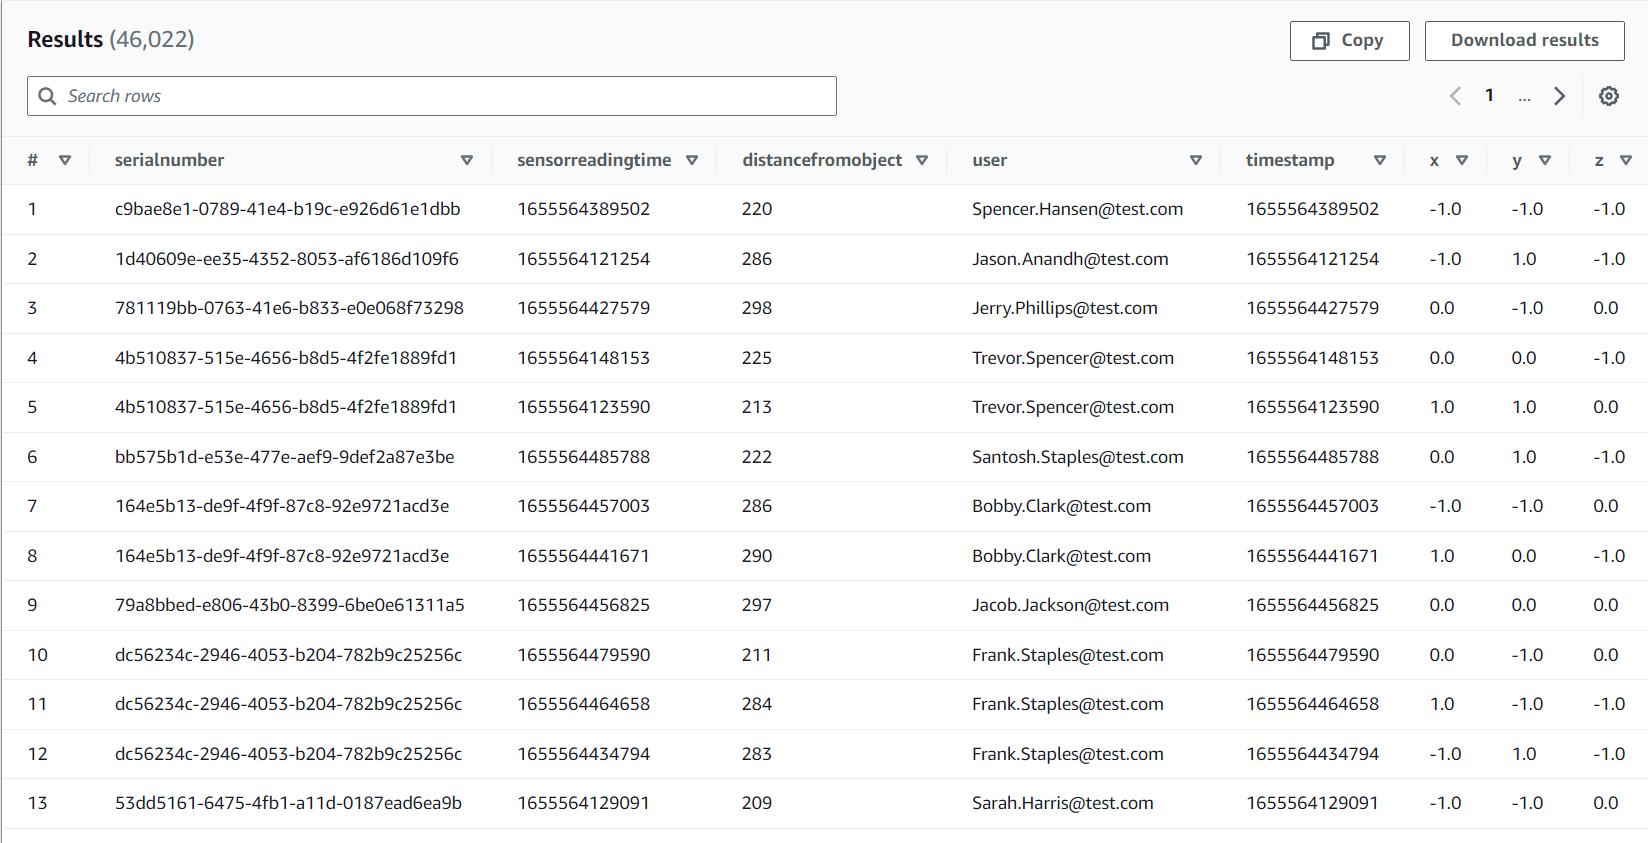 Results (46,022)
Copy
Download results
Search rows
1 ...
# serialnumber sensorreadingtime distancefromobject user timestamp x y z
1 c9bae8e1-0789-41e4-b19c-e926d61e1dbb 1655564389502 220 Spencer.Hansen@test.com 1655564389502 -1.0 -1.0 -1.0
2 1d40609e-ee35-4352-8053-af6186d109f6 1655564121254 286 Jason.Anandh@test.com 1655564121254 -1.0 1.0 -1.0
3 781119bb-0763-41e6-b833-e0e068f73298 1655564427579 298 Jerry.Phillips@test.com 1655564427579 0.0 -1.0 0.0
4 4b510837-515e-4656-b8d5-4f2fe1889fd1 1655564148153 225 Trevor.Spencer@test.com 1655564148153 0.0 0.0 -1.0
5 4b510837-515e-4656-b8d5-4f2fe1889fd1 1655564123590 213 Trevor.Spencer@test.com 1655564123590 1.0 1.0 0.0
6 bb575b1d-e53e-477e-aef9-9def2a87e3be 1655564485788 222 Santosh.Staples@test.com 1655564485788 0.0 1.0 -1.0
7 164e5b13-de9f-4f9f-87c8-92e9721acd3e 1655564457003 286 Bobby.Clark@test.com 1655564457003 -1.0 -1.0 0.0
8 164e5b13-de9f-4f9f-87c8-92e9721acd3e 1655564441671 290 Bobby.Clark@test.com 1655564441671 1.0 0.0 -1.0
9 79a8bbed-e806-43b0-8399-6be0e61311a5 1655564456825 297 Jacob.Jackson@test.com 1655564456825 0.0 0.0 0.0
10 dc56234c-2946-4053-b204-782b9c25256c 1655564479590 211 Frank.Staples@test.com 1655564479590 0.0 -1.0 0.0
11 dc56234c-2946-4053-b204-782b9c25256c 1655564464658 284 Frank.Staples@test.com 1655564464658 1.0 -1.0 -1.0
12 dc56234c-2946-4053-b204-782b9c25256c 1655564434794 283 Frank.Staples@test.com 1655564434794 -1.0 1.0 -1.0
13 53dd5161-6475-4fb1-a11d-0187ead6ea9b 1655564129091 209 Sarah.Harris@test.com 1655564129091 -1.0 -1.0 0.0